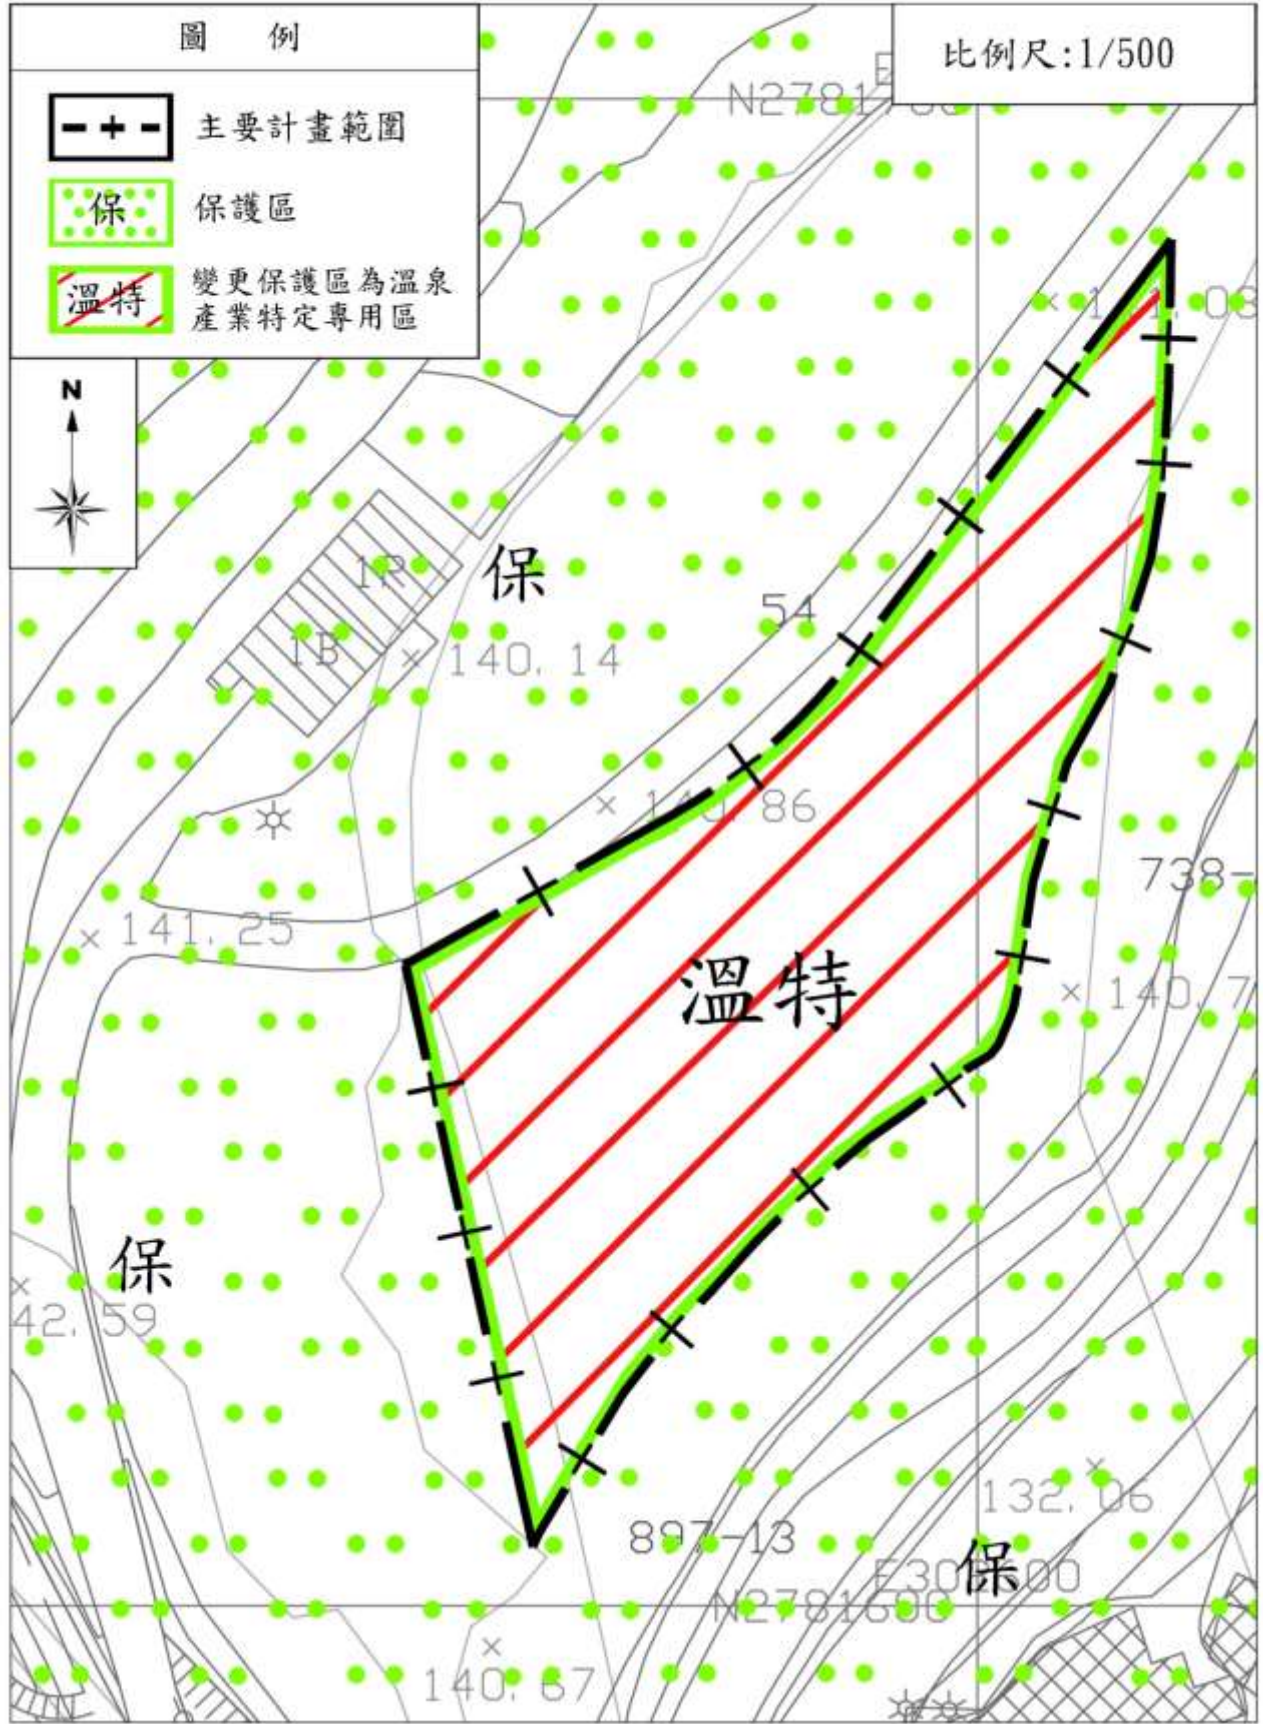 圖 例
比例尺:1/500
主要計畫範圍
保
保護區
溫特
變更保護區為溫泉
產業特定專用區
N
1R
保
1B
54
140.14
140.86
738-
141.25
溫特
140.7
保
42.59
132.06
897-13
保
N2781600
140.67